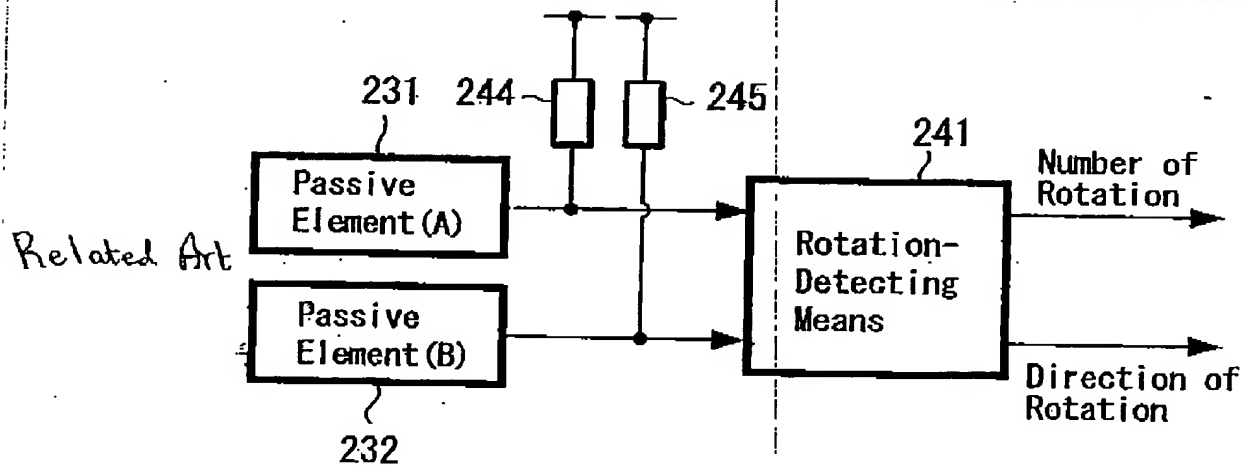 231
244
245
241
Passive
Element(A)
Number of
Rotation
Related Art
Rotation-
Detecting
Means
Passive
Element(B)
Direction of
Rotation
232